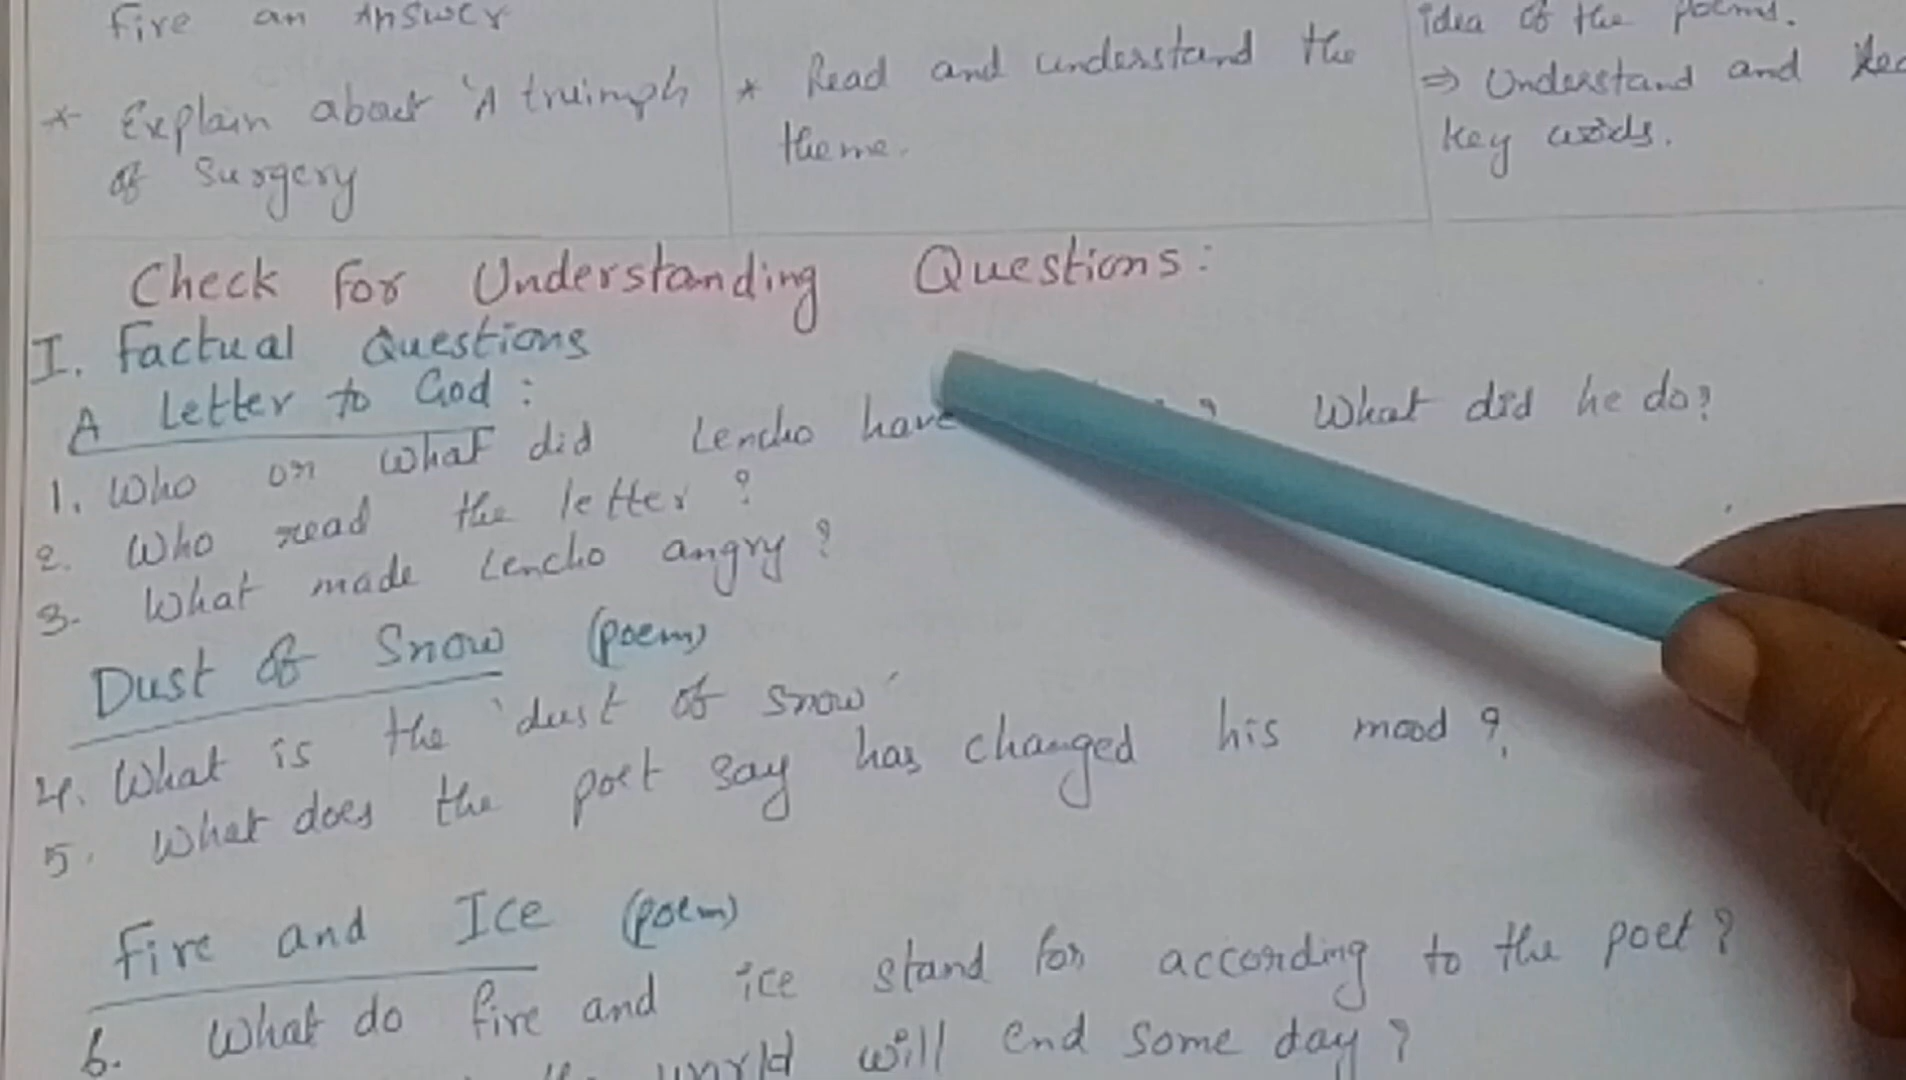 Fire an Answer
* Explain about 'A truimph
of Surgery
* Read and understand the
theme.
idea of the poems.
⇒ Understand and
key words.
Check for Understanding Questions:
I. Factual Questions
A Letter to God:
1. Who or what did Lencho have ? What did he do?
2. Who read the letter?
3. What made Lencho angry?
Dust of Snow (poem)
4. What is the 'dust of snow'
5. What does the poet say has changed his mood?
Fire and Ice (poem)
6. What do fire and ice stand for according to the poet?
world will end some day?